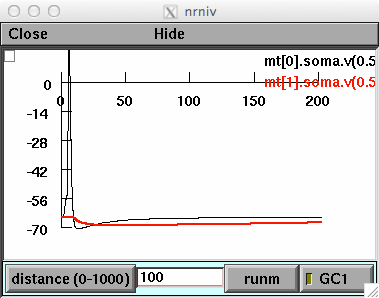 nrniv
Close Hide
mt[0].soma.v(0.5
mt[1].soma.v(0.5
0
0 50 100 150 200
-14
-28
-42
-56
-70
distance (0-1000) 100 runm GC1